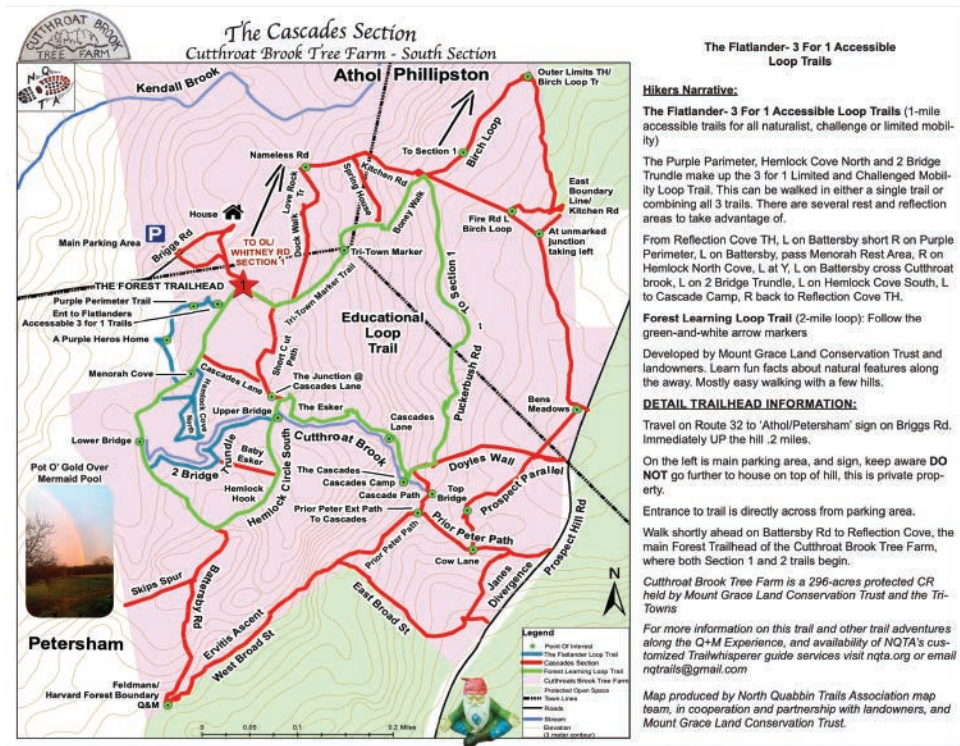 CUTTHROAT BROOK
TREE FARM
The Cascades Section
Cutthroat Brook Tree Farm - South Section
NQ
TA
Kendall Brook
Athol Phillipston
Outer Limits TH/
Birch Loop Tr
To Section 1
Birch Loop
Nameless Rd
Kitchen Rd
Spring House
Love Rock
Tr
Duck Walk
Boney Walk
East
Boundary
Line/
Kitchen Rd
Fire Rd L
Birch Loop
At unmarked
junction
taking left
House
Main Parking Area
P
Briggs Rd
TO OL/
WHITNEY RD
SECTION 1
Tri-Town Marker
THE FOREST TRAILHEAD
1
Tri-Town Marker Trail
To Section 1
Purple Perimeter Trail
Ent to Flatlanders
Accessable 3 for 1 Trails
Educational
Loop
Trail
A Purple Heros Home
Short Cut
Path
Puckerbrush Rd
Menorah Cove
Cascades Lane
The Junction @
Cascades Lane
Hemlock Cove
North
Bens
Meadows
Upper Bridge
The Esker
Cascades
Lane
Lower Bridge
Cutthroat
Brook
2 Bridge
Trundle
Baby
Esker
Hemlock Circle South
Hemlock
Hook
The Cascades
Cascades Camp
Cascade Path
Doyles Wall
Top
Bridge
Prospect Parallel
Prior Peter Ext Path
To Cascades
Prior Peter Path
Prior Peter Path
Cow Lane
Prospect Hill Rd
Pot O' Gold Over
Mermaid Pool
Skips Spur
Battersby Rd
Janes
Divergence
East Broad St
Ervitis Ascent
West Broad St
Petersham
Feldmans/
Harvard Forest Boundary
Q&M
N
0 0.05 0.1 0.2 Miles
Legend
Point Of Interest
The Flatlander Loop Trail
Cascades Section
Forest Learning Loop Trail
Cutthroats Brook Tree Farm
Protected Open Space
Town Lines
Roads
Stream
Elevation
(3 meter contour)
The Flatlander- 3 For 1 Accessible
Loop Trails
Hikers Narrative:
The Flatlander- 3 For 1 Accessible Loop Trails (1-mile
accessible trails for all naturalist, challenge or limited mobil-
ity)
The Purple Parimeter, Hemlock Cove North and 2 Bridge
Trundle make up the 3 for 1 Limited and Challenged Mobil-
ity Loop Trail. This can be walked in either a single trail or
combining all 3 trails. There are several rest and reflection
areas to take advantage of.
From Reflection Cove TH, L on Battersby short R on Purple
Perimeter, L on Battersby, pass Menorah Rest Area, R on
Hemlock North Cove, L at Y, L on Battersby cross Cutthroat
brook, L on 2 Bridge Trundle, L on Hemlock Cove South, L
to Cascade Camp, R back to Reflection Cove TH.
Forest Learning Loop Trail (2-mile loop): Follow the
green-and-white arrow markers
Developed by Mount Grace Land Conservation Trust and
landowners. Learn fun facts about natural features along
the away. Mostly easy walking with a few hills.
DETAIL TRAILHEAD INFORMATION:
Travel on Route 32 to 'Athol/Petersham' sign on Briggs Rd.
Immediately UP the hill .2 miles.
On the left is main parking area, and sign, keep aware DO
NOT go further to house on top of hill, this is private prop-
erty.
Entrance to trail is directly across from parking area.
Walk shortly ahead on Battersby Rd to Reflection Cove, the
main Forest Trailhead of the Cutthroat Brook Tree Farm,
where both Section 1 and 2 trails begin.
Cutthroat Brook Tree Farm is a 296-acres protected CR
held by Mount Grace Land Conservation Trust and the Tri-
Towns
For more information on this trail and other trail adventures
along the Q+M Experience, and availability of NQTA's cus-
tomized Trailwhisperer guide services visit nqta.org or email
nqtrails@gmail.com
Map produced by North Quabbin Trails Association map
team, in cooperation and partnership with landowners, and
Mount Grace Land Conservation Trust.